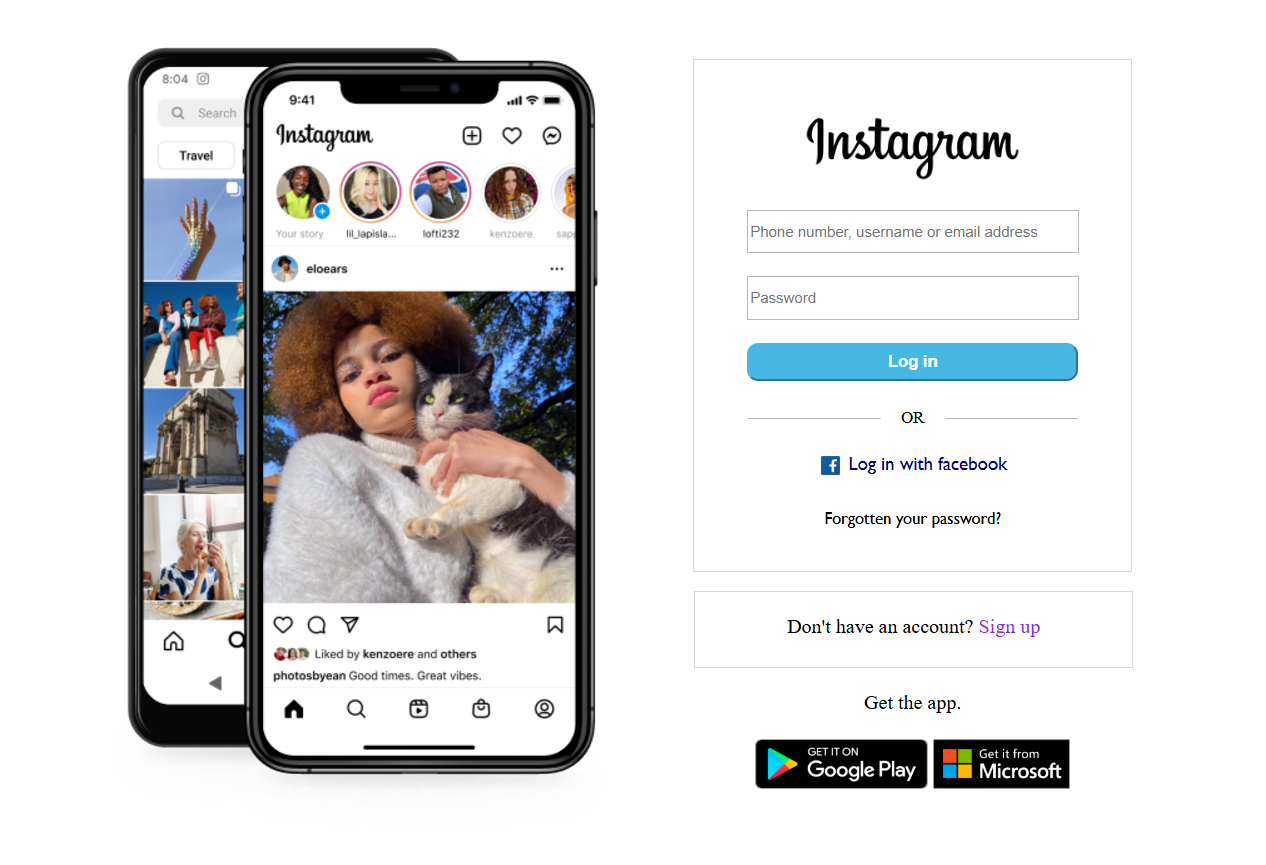 8:04
Search
Travel
9:41
Instagram
Your story
lil_lapisla...
lofti232
kenzoere
eloears
Liked by kenzoere and others
photosbyean Good times. Great vibes.
Instagram
Phone number, username or email address
Password
Log in
OR
Log in with facebook
Forgotten your password?
Don't have an account? Sign up
Get the app.
GET IT ON
Google Play
Get it from
Microsoft